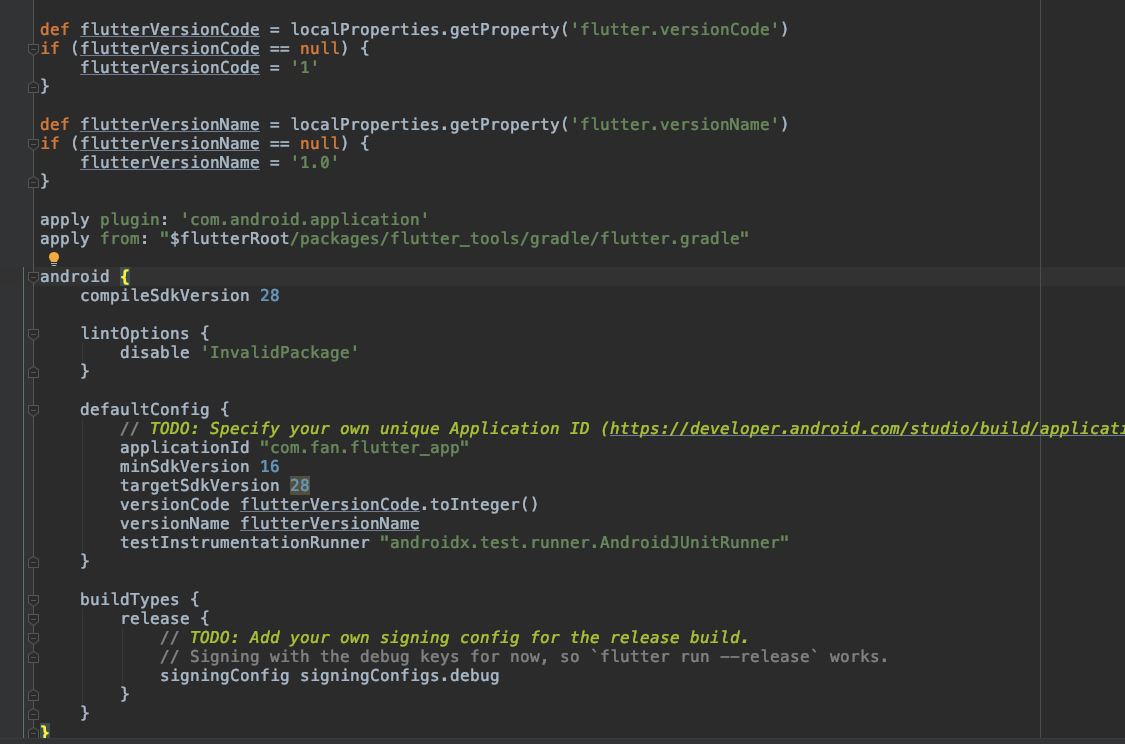 def flutterVersionCode = localProperties.getProperty('flutter.versionCode')
if (flutterVersionCode == null) {
    flutterVersionCode = '1'
}

def flutterVersionName = localProperties.getProperty('flutter.versionName')
if (flutterVersionName == null) {
    flutterVersionName = '1.0'
}

apply plugin: 'com.android.application'
apply from: "$flutterRoot/packages/flutter_tools/gradle/flutter.gradle"

android {
    compileSdkVersion 28

    lintOptions {
        disable 'InvalidPackage'
    }

    defaultConfig {
        // TODO: Specify your own unique Application ID (https://developer.android.com/studio/build/applicati
        applicationId "com.fan.flutter_app"
        minSdkVersion 16
        targetSdkVersion 28
        versionCode flutterVersionCode.toInteger()
        versionName flutterVersionName
        testInstrumentationRunner "androidx.test.runner.AndroidJUnitRunner"
    }

    buildTypes {
        release {
            // TODO: Add your own signing config for the release build.
            // Signing with the debug keys for now, so `flutter run --release` works.
            signingConfig signingConfigs.debug
        }
    }
}